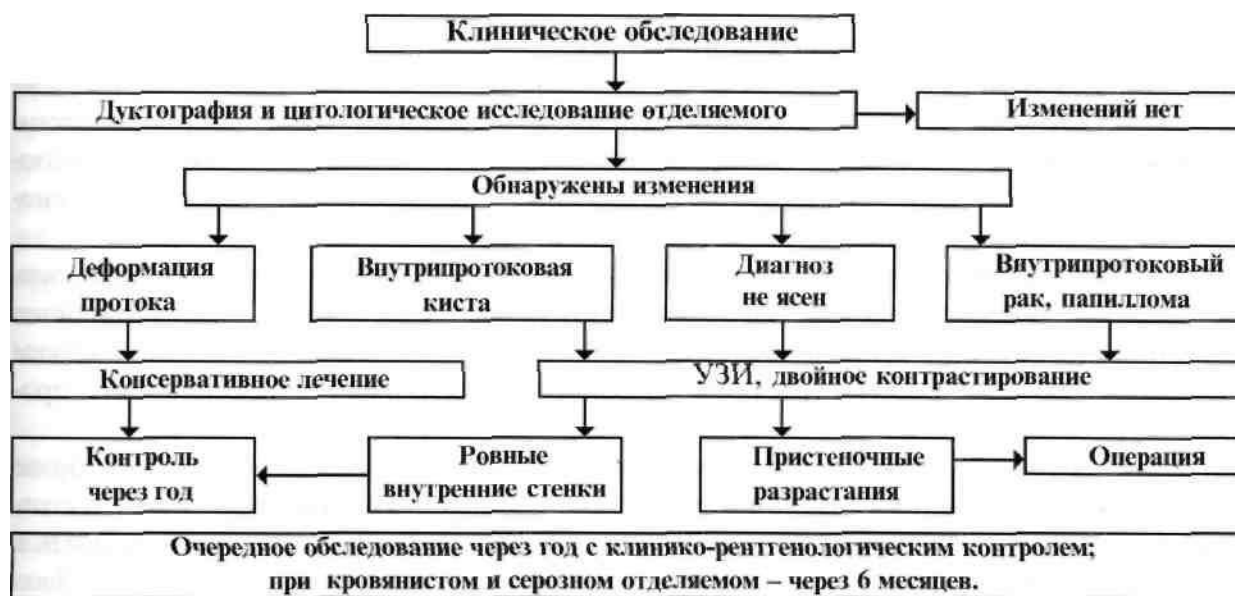 Клиническое обследование
Дуктография и цитологическое исследование отделяемого
Изменений нет
Обнаружены изменения
Деформация
протока
Внутрипротоковая
киста
Диагноз
не ясен
Внутрипротоковый
рак, папиллома
Консервативное лечение
УЗИ, двойное контрастирование
Контроль
через год
Ровные
внутренние стенки
Пристеночные
разрастания
Операция
Очередное обследование через год с клинико-рентгенологическим контролем;
при кровянистом и серозном отделяемом – через 6 месяцев.